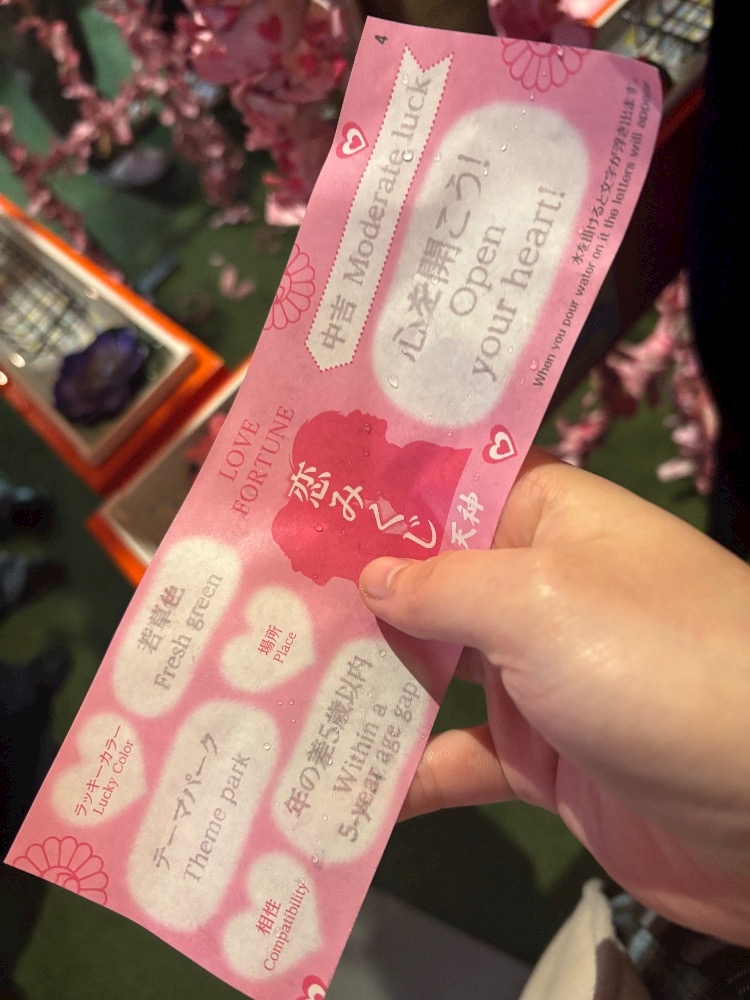 4
中吉 Moderate luck
心を開こう!
Open
your heart!
水を掛けると文字が浮き出ます。
When you pour water on it the letters will appear
LOVE
FORTUNE
恋みくじ
天神
若草色
Fresh green
ラッキーカラー
Lucky Color
場所
Place
テーマパーク
Theme park
年の差5歳以内
Within a
5-year age gap
相性
Compatibility